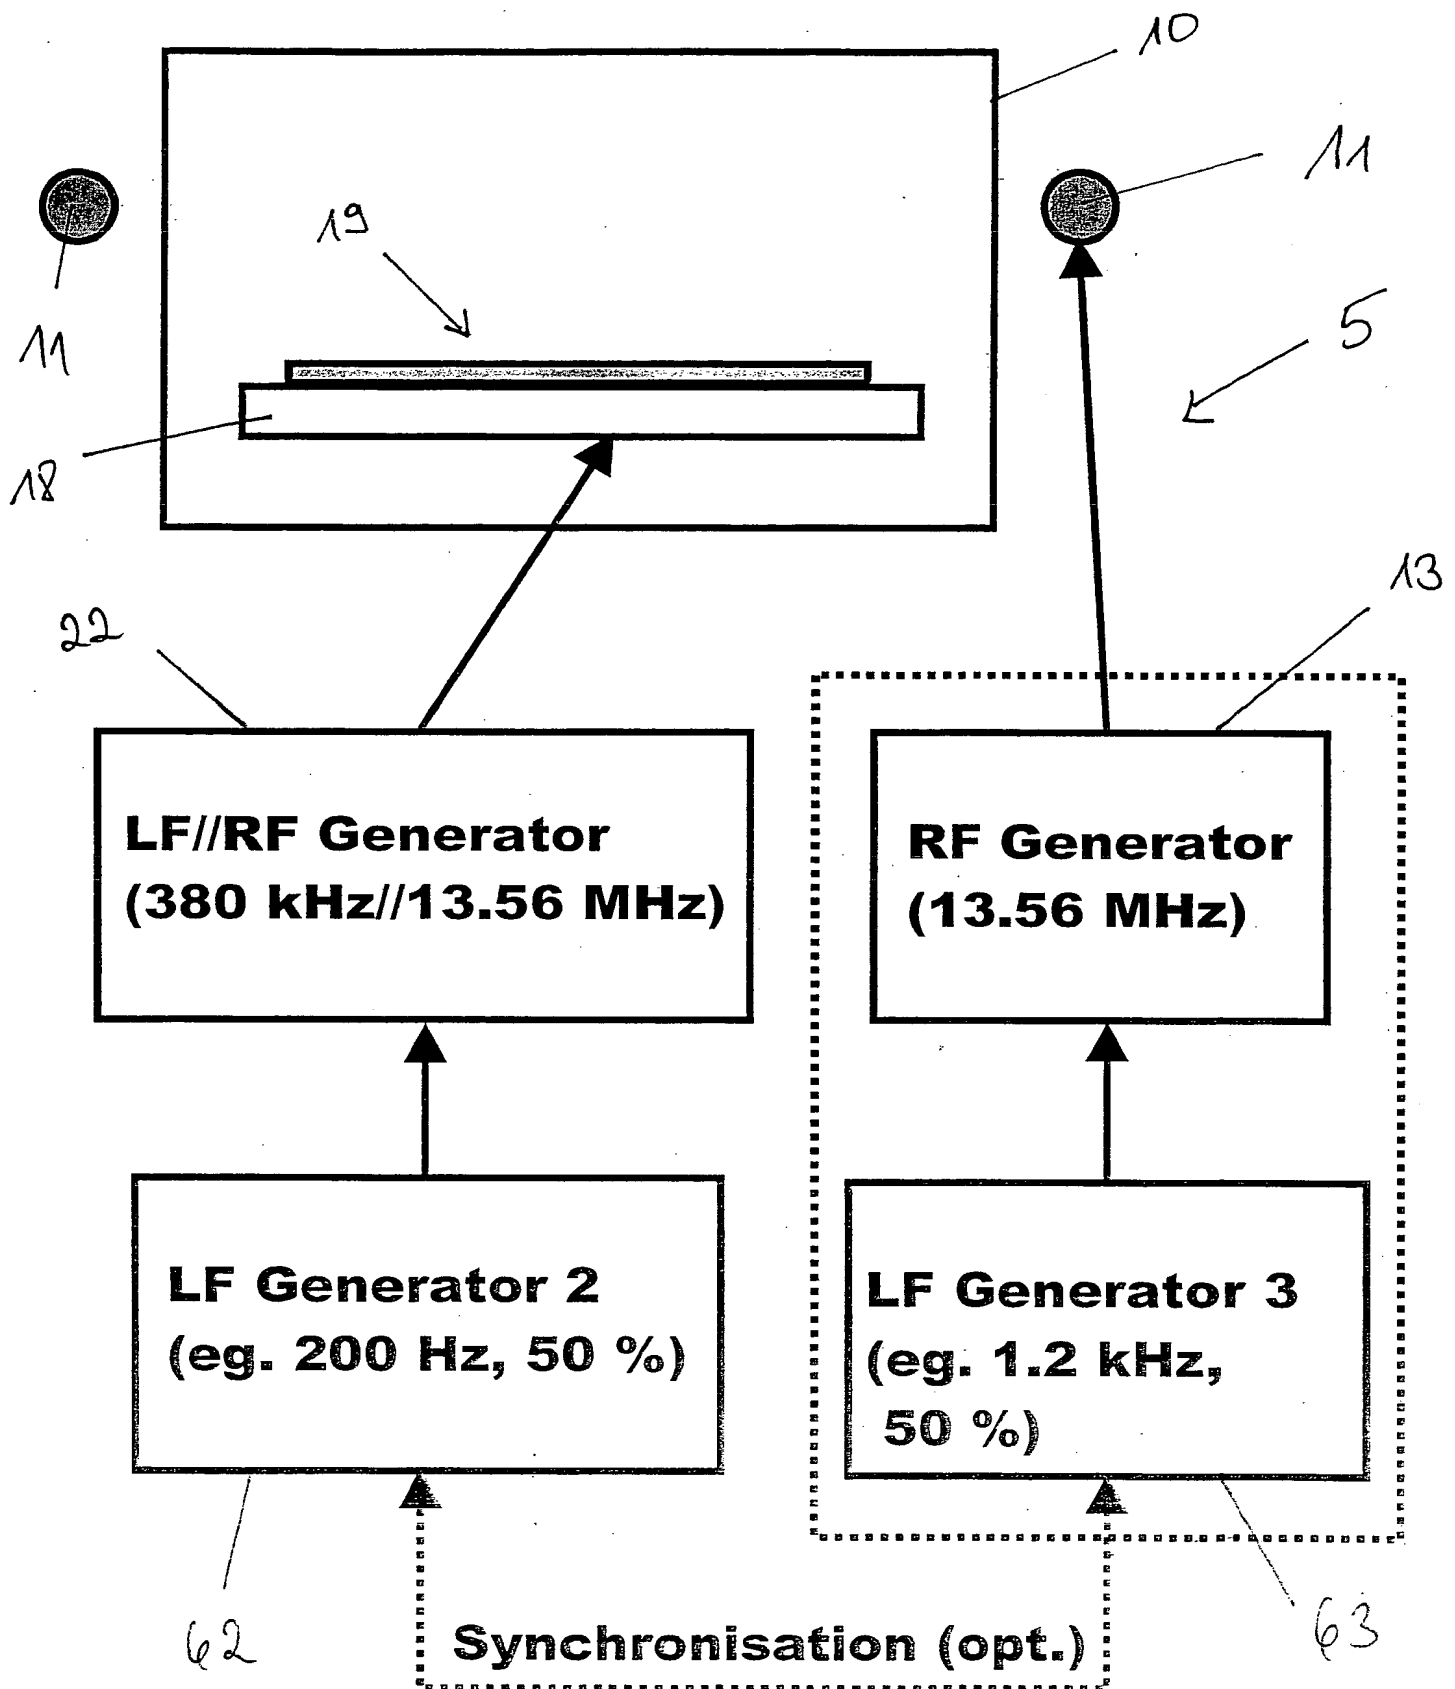 10
11
19
11
5
18
13
22
LF//RF Generator
(380 kHz//13.56 MHz)
RF Generator
(13.56 MHz)
LF Generator 2
(eg. 200 Hz, 50 %)
LF Generator 3
(eg. 1.2 kHz,
50 %)
62
Synchronisation (opt.)
63